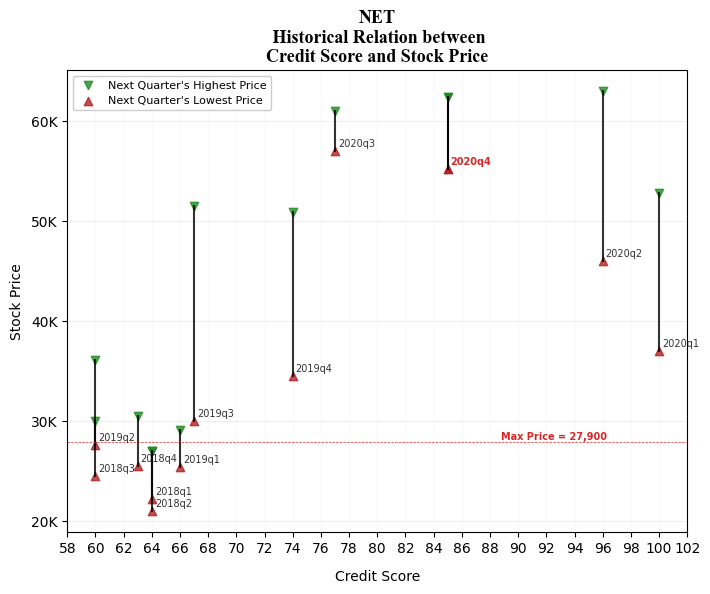 NET
Historical Relation between
Credit Score and Stock Price
Next Quarter's Highest Price
Next Quarter's Lowest Price
60K
50K
40K
30K
20K
Stock Price
2020q3
2020q4
2020q2
2020q1
2019q4
2019q3
Max Price = 27,900
2019q2
2018q4
2019q1
2018q3
2018q1
2018q2
58 60 62 64 66 68 70 72 74 76 78 80 82 84 86 88 90 92 94 96 98 100 102
Credit Score